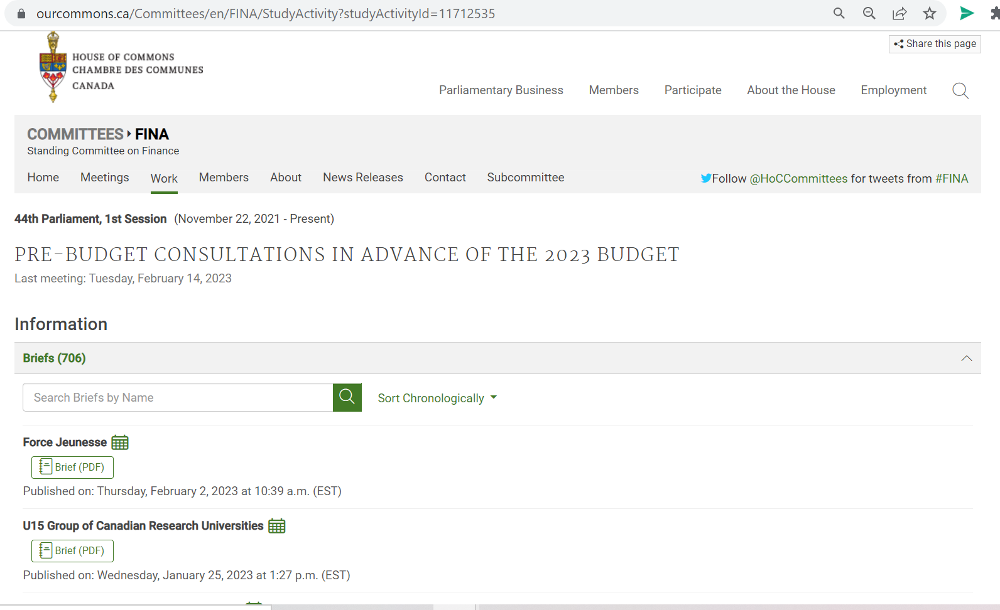 ourcommons.ca/Committees/en/FINA/StudyActivity?studyActivityId=11712535
Share this page
HOUSE OF COMMONS
CHAMBRE DES COMMUNES
CANADA
Parliamentary Business Members Participate About the House Employment
COMMITTEES FINA
Standing Committee on Finance
Home Meetings Work Members About News Releases Contact Subcommittee Follow @HoCCommittees for tweets from #FINA
44th Parliament, 1st Session (November 22, 2021 - Present)
PRE-BUDGET CONSULTATIONS IN ADVANCE OF THE 2023 BUDGET
Last meeting: Tuesday, February 14, 2023
Information
Briefs (706)
Search Briefs by Name Sort Chronologically
Force Jeunesse
Brief (PDF)
Published on: Thursday, February 2, 2023 at 10:39 a.m. (EST)
U15 Group of Canadian Research Universities
Brief (PDF)
Published on: Wednesday, January 25, 2023 at 1:27 p.m. (EST)